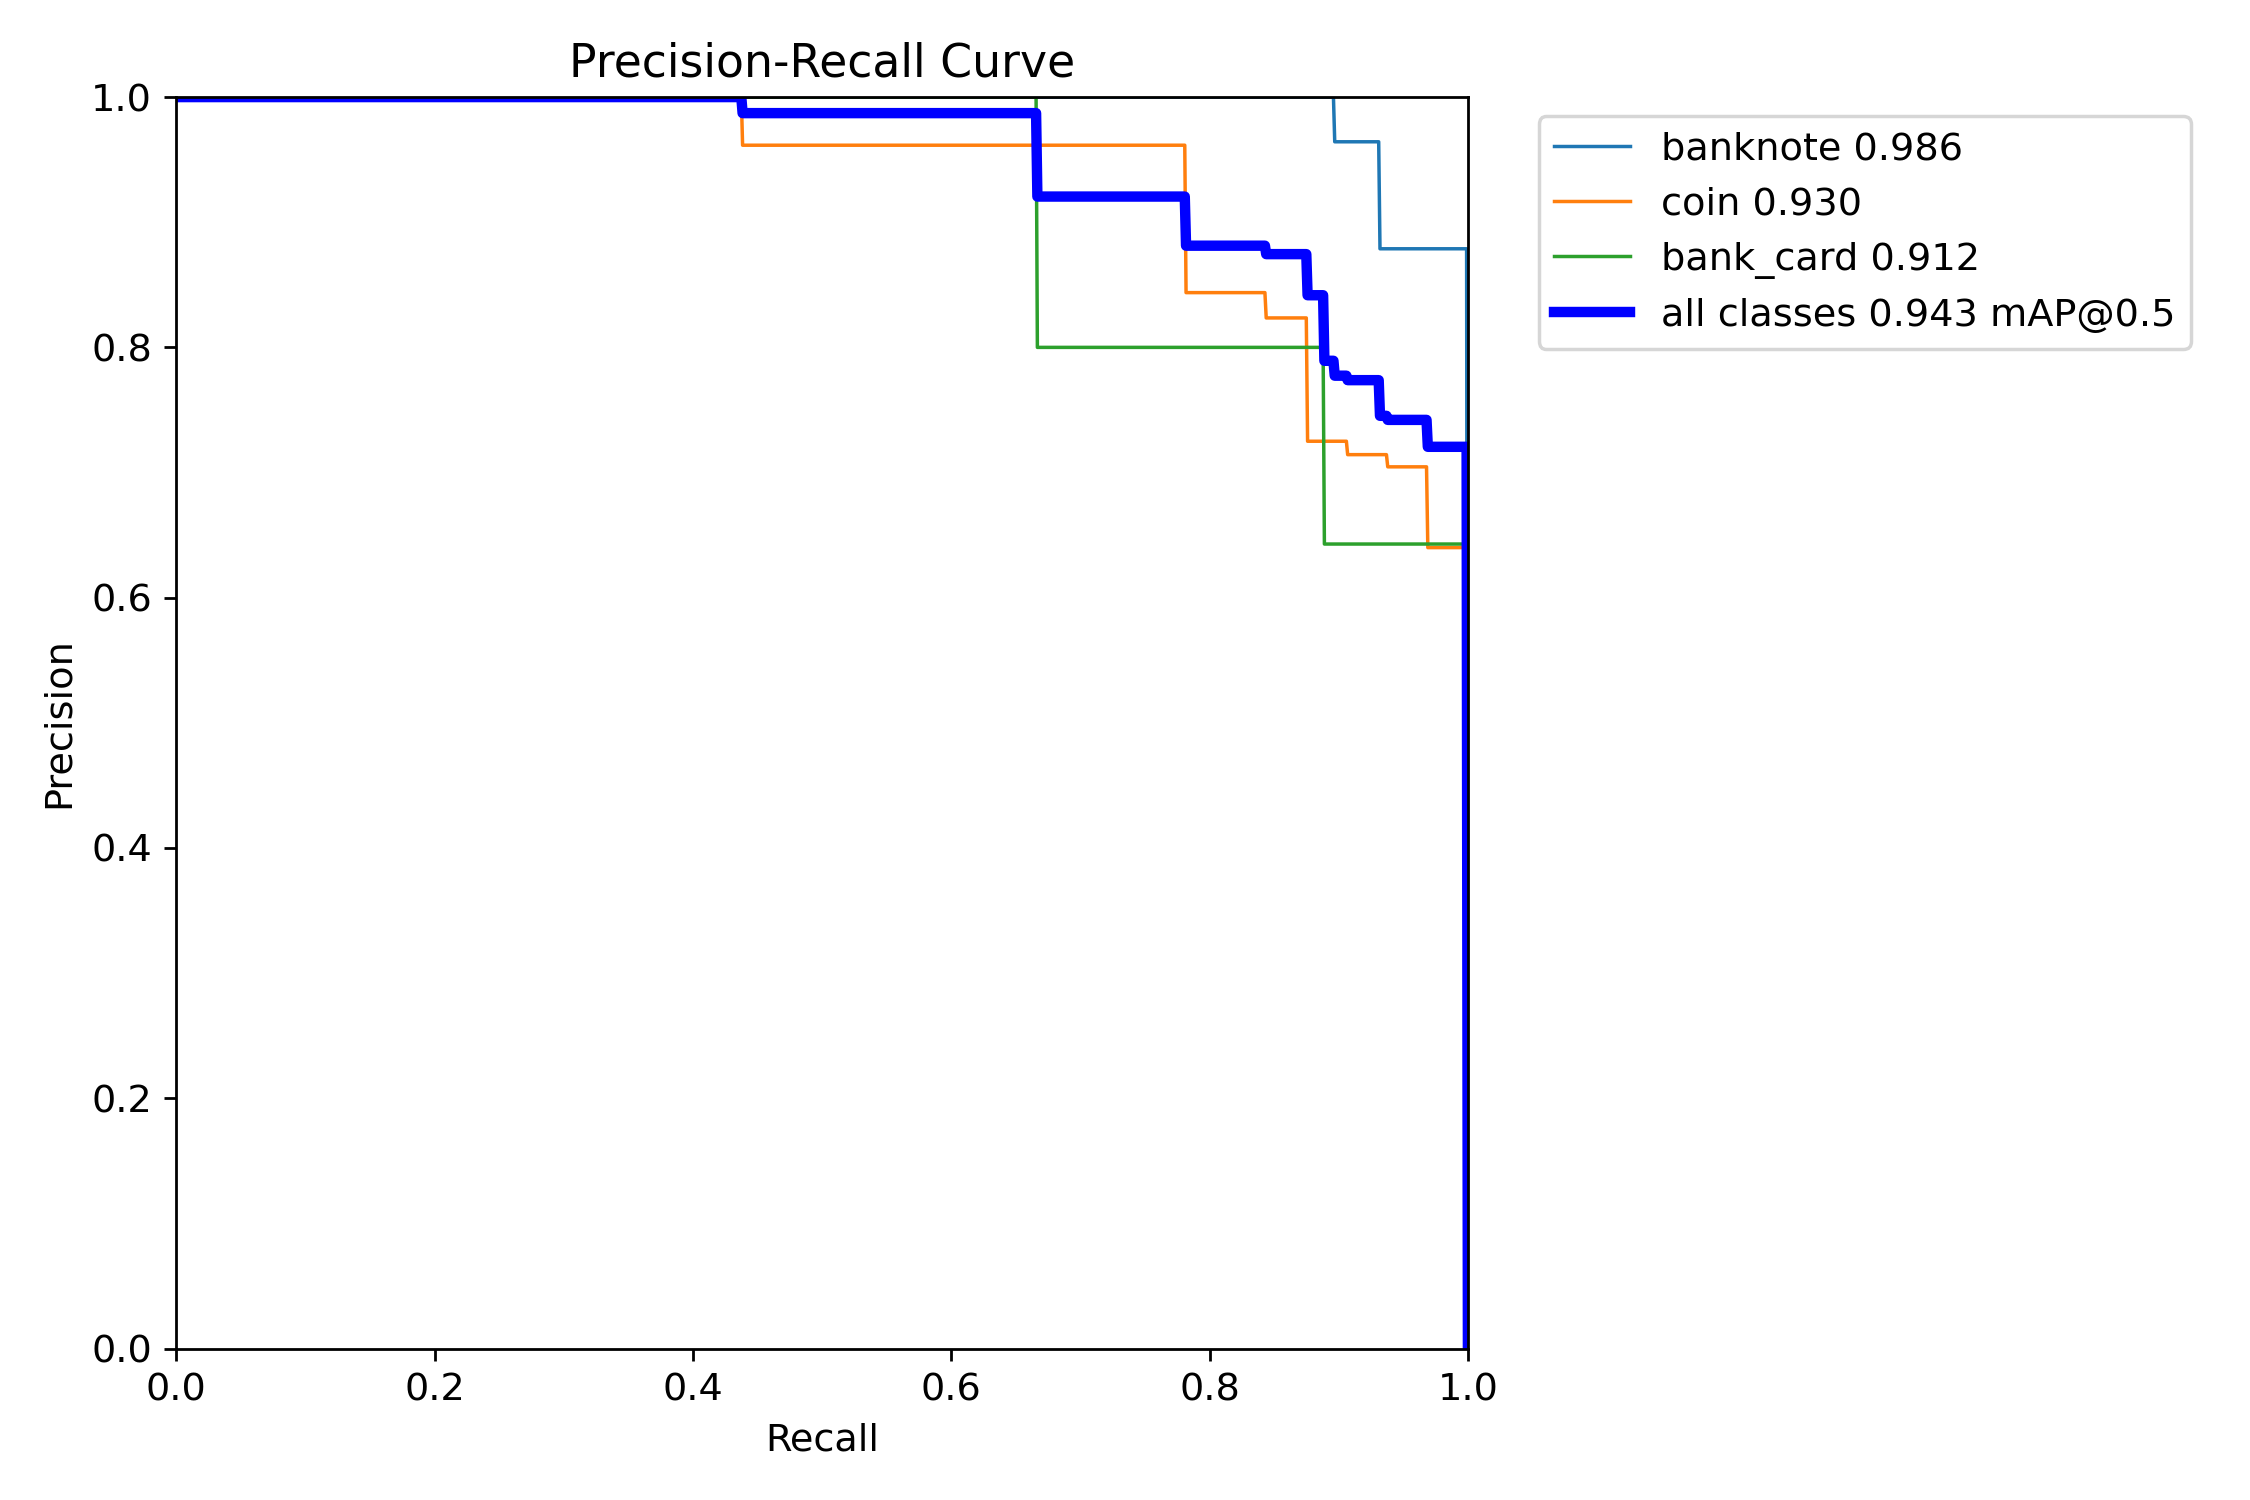 Precision-Recall Curve
1.0
0.8
0.6
0.4
0.2
0.0
Precision
0.0 0.2 0.4 0.6 0.8 1.0
Recall
banknote 0.986
coin 0.930
bank_card 0.912
all classes 0.943 mAP@0.5